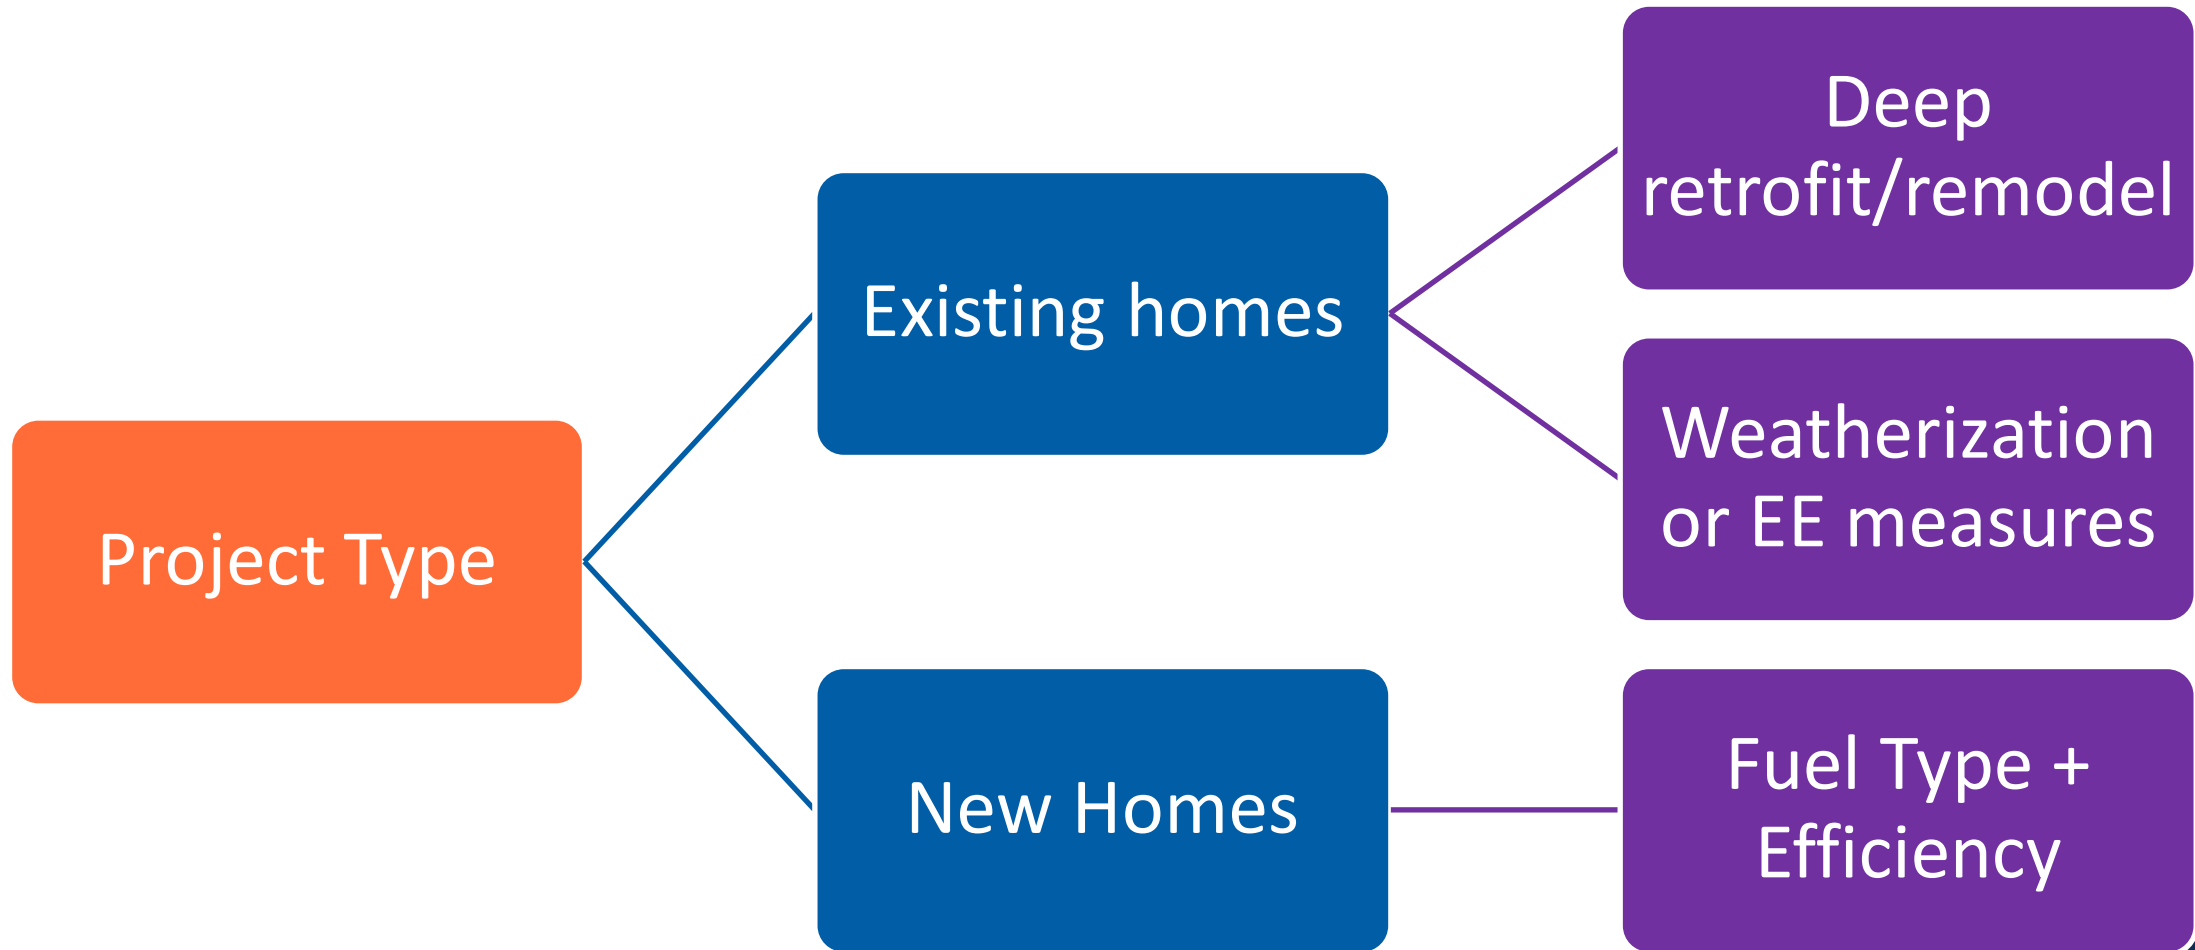 Project Type
Existing homes
New Homes
Deep
retrofit/remodel
Weatherization
or EE measures
Fuel Type +
Efficiency